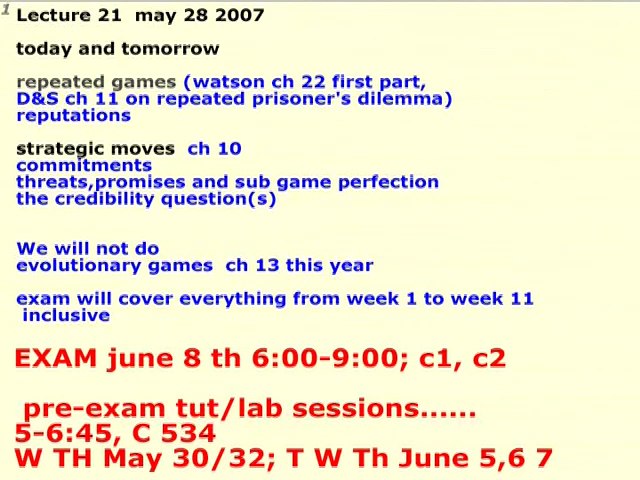 1
Lecture 21 may 28 2007
today and tomorrow
repeated games (watson ch 22 first part,
D&S ch 11 on repeated prisoner's dilemma)
reputations
strategic moves ch 10
commitments
threats,promises and sub game perfection
the credibility question(s)
We will not do
evolutionary games ch 13 this year
exam will cover everything from week 1 to week 11
inclusive
EXAM june 8 th 6:00-9:00; c1, c2
pre-exam tut/lab sessions......
5-6:45, C 534
W TH May 30/32; T W Th June 5,6 7